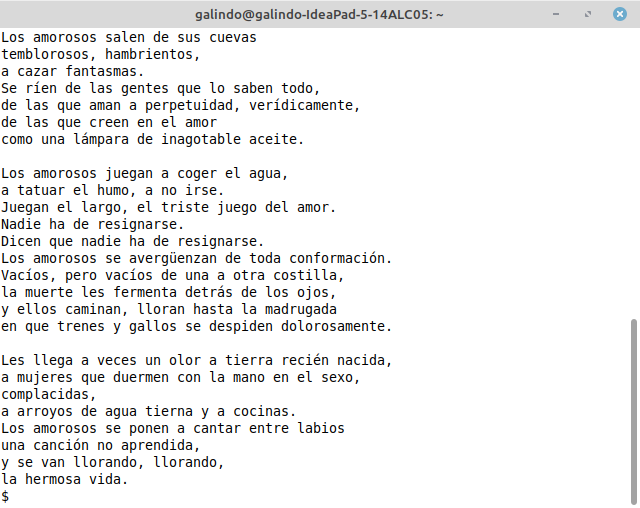 galindo@galindo-IdeaPad-5-14ALC05: ~
Los amorosos salen de sus cuevas
temblorosos, hambrientos,
a cazar fantasmas.
Se ríen de las gentes que lo saben todo,
de las que aman a perpetuidad, verídicamente,
de las que creen en el amor
como una lámpara de inagotable aceite.

Los amorosos juegan a coger el agua,
a tatuar el humo, a no irse.
Juegan el largo, el triste juego del amor.
Nadie ha de resignarse.
Dicen que nadie ha de resignarse.
Los amorosos se avergüenzan de toda conformación.
Vacíos, pero vacíos de una a otra costilla,
la muerte les fermenta detrás de los ojos,
y ellos caminan, lloran hasta la madrugada
en que trenes y gallos se despiden dolorosamente.

Les llega a veces un olor a tierra recién nacida,
a mujeres que duermen con la mano en el sexo,
complacidas,
a arroyos de agua tierna y a cocinas.
Los amorosos se ponen a cantar entre labios
una canción no aprendida,
y se van llorando, llorando,
la hermosa vida.
$